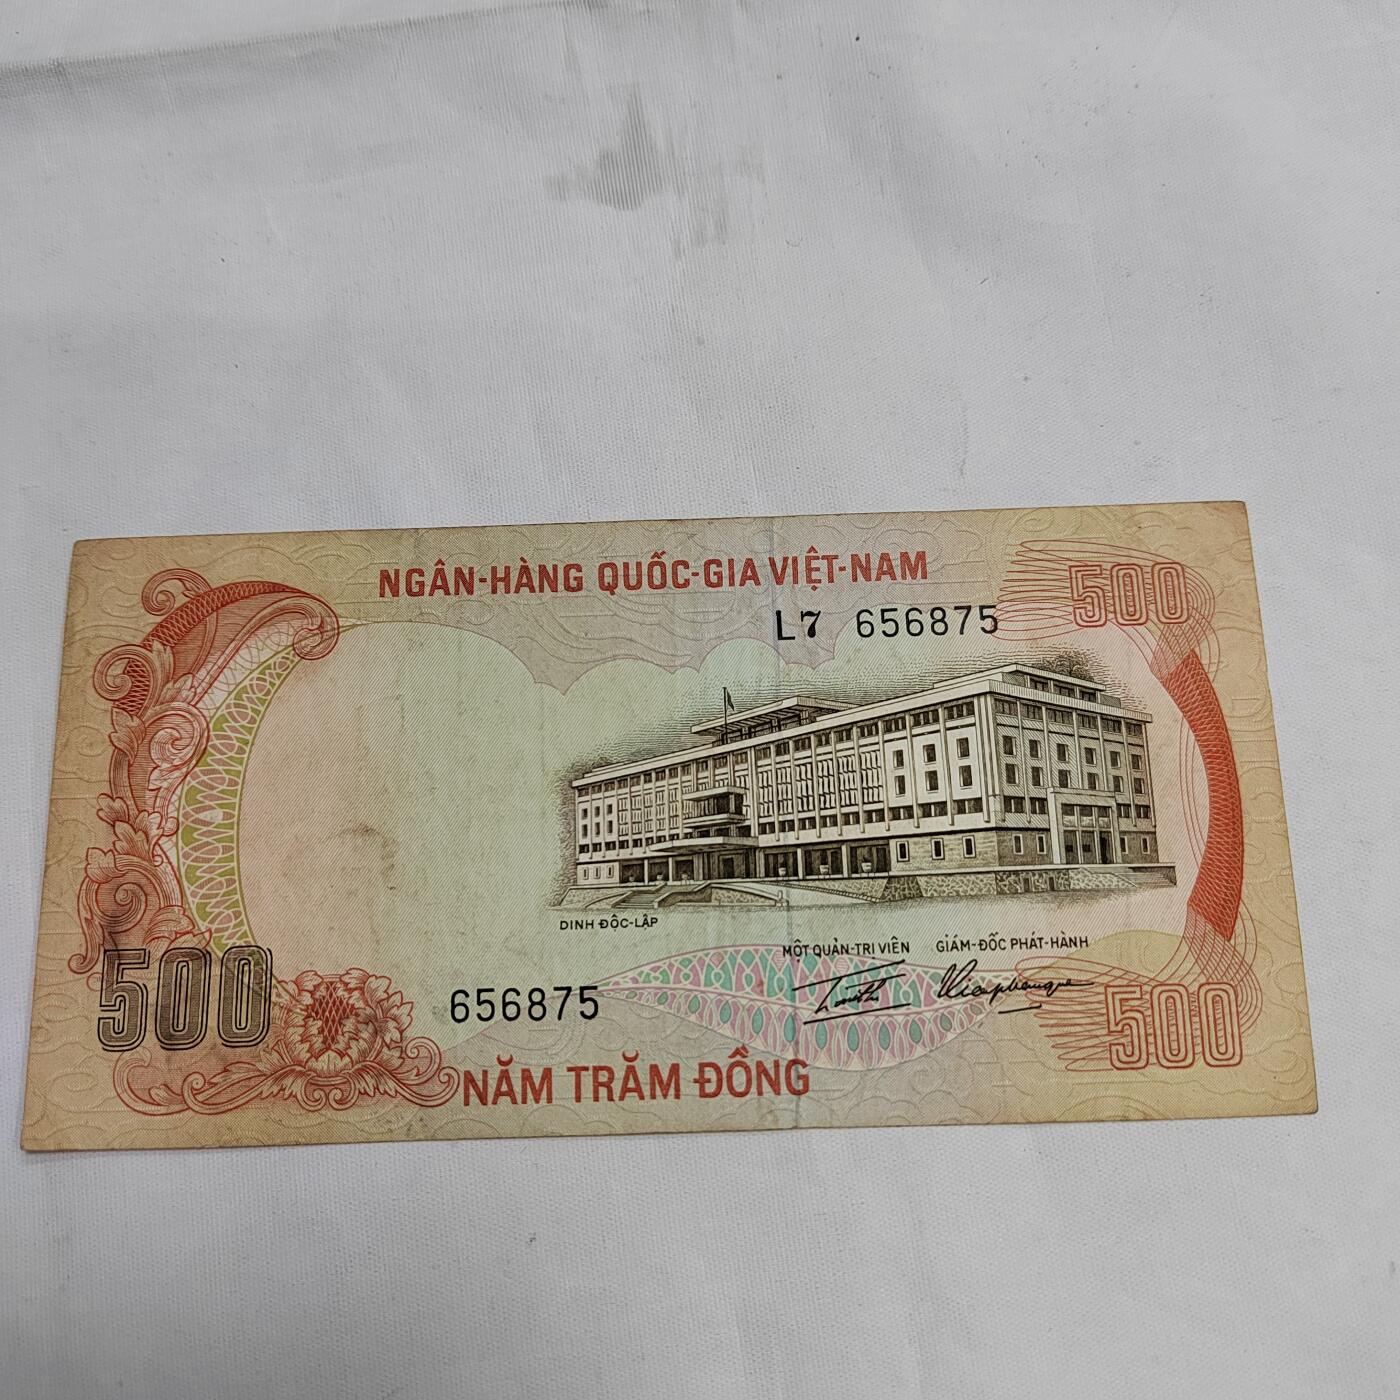 NGÂN-HÀNG QUỐC-GIA VIỆT-NAM
500
L7 656875
DINH ĐỘC-LẬP
MỘT QUẢN-TRỊ VIÊN GIÁM-ĐỐC PHÁT-HÀNH
500
656875
500
NĂM TRĂM ĐỒNG